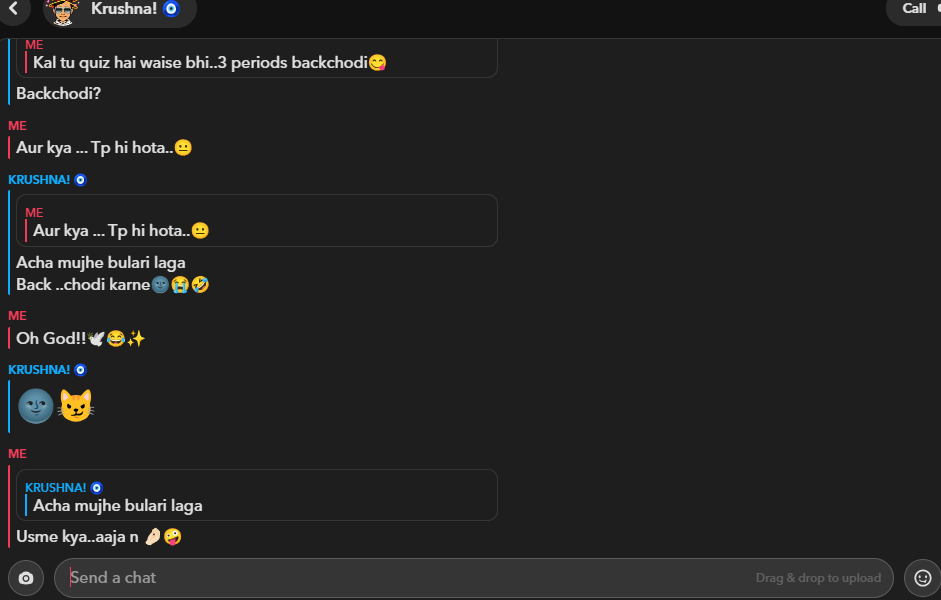 Krushna! 🧿
Call
ME
Kal tu quiz hai waise bhi..3 periods backchodi😋
Backchodi?
ME
Aur kya ... Tp hi hota..😐
KRUSHNA! 🧿
ME
Aur kya ... Tp hi hota..😐
Acha mujhe bulari laga
Back ..chodi karne🌚😭🤣
ME
Oh God!!🕊️😂✨
KRUSHNA! 🧿
🌚😼
ME
KRUSHNA! 🧿
Acha mujhe bulari laga
Usme kya..aaja n 🤌🏻🤪
Send a chat
Drag & drop to upload